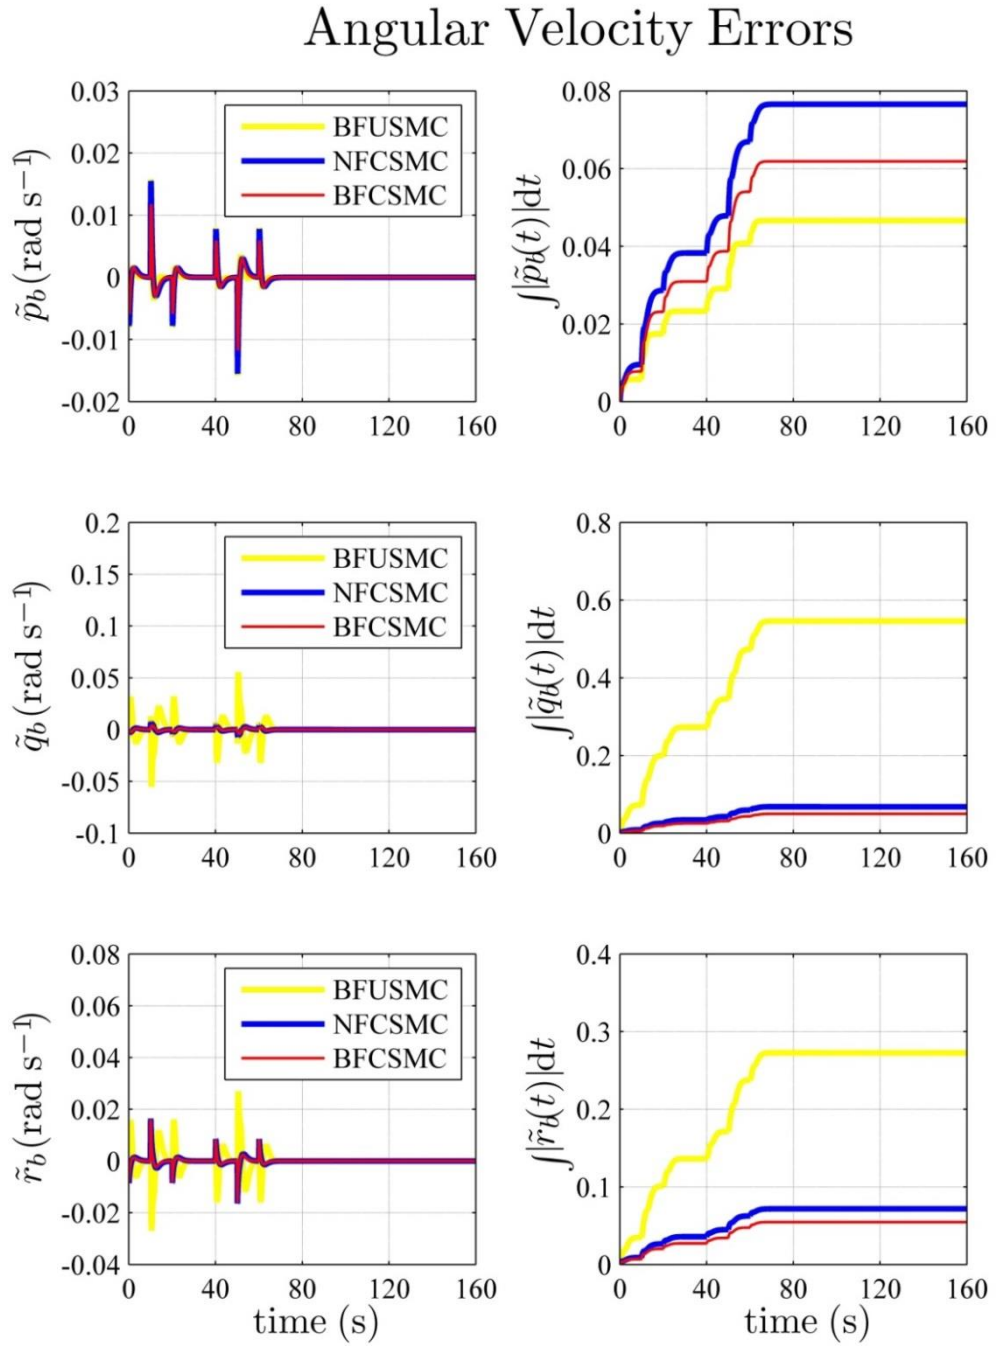 Angular Velocity Errors
0.03
0.02
0.01
0
-0.01
-0.02
p̃b(rad s−1)
BFUSMC
NFCSMC
BFCSMC
0 40 80 120 160
0.08
0.06
0.04
0.02
0
∫|p̃b(t)|dt
0 40 80 120 160
0.2
0.15
0.1
0.05
0
-0.05
-0.1
q̃b(rad s−1)
BFUSMC
NFCSMC
BFCSMC
0 40 80 120 160
0.8
0.6
0.4
0.2
0
∫|q̃b(t)|dt
0 40 80 120 160
0.08
0.06
0.04
0.02
0
-0.02
-0.04
r̃b(rad s−1)
BFUSMC
NFCSMC
BFCSMC
0 40 80 120 160
time (s)
0.4
0.3
0.2
0.1
0
∫|r̃b(t)|dt
0 40 80 120 160
time (s)